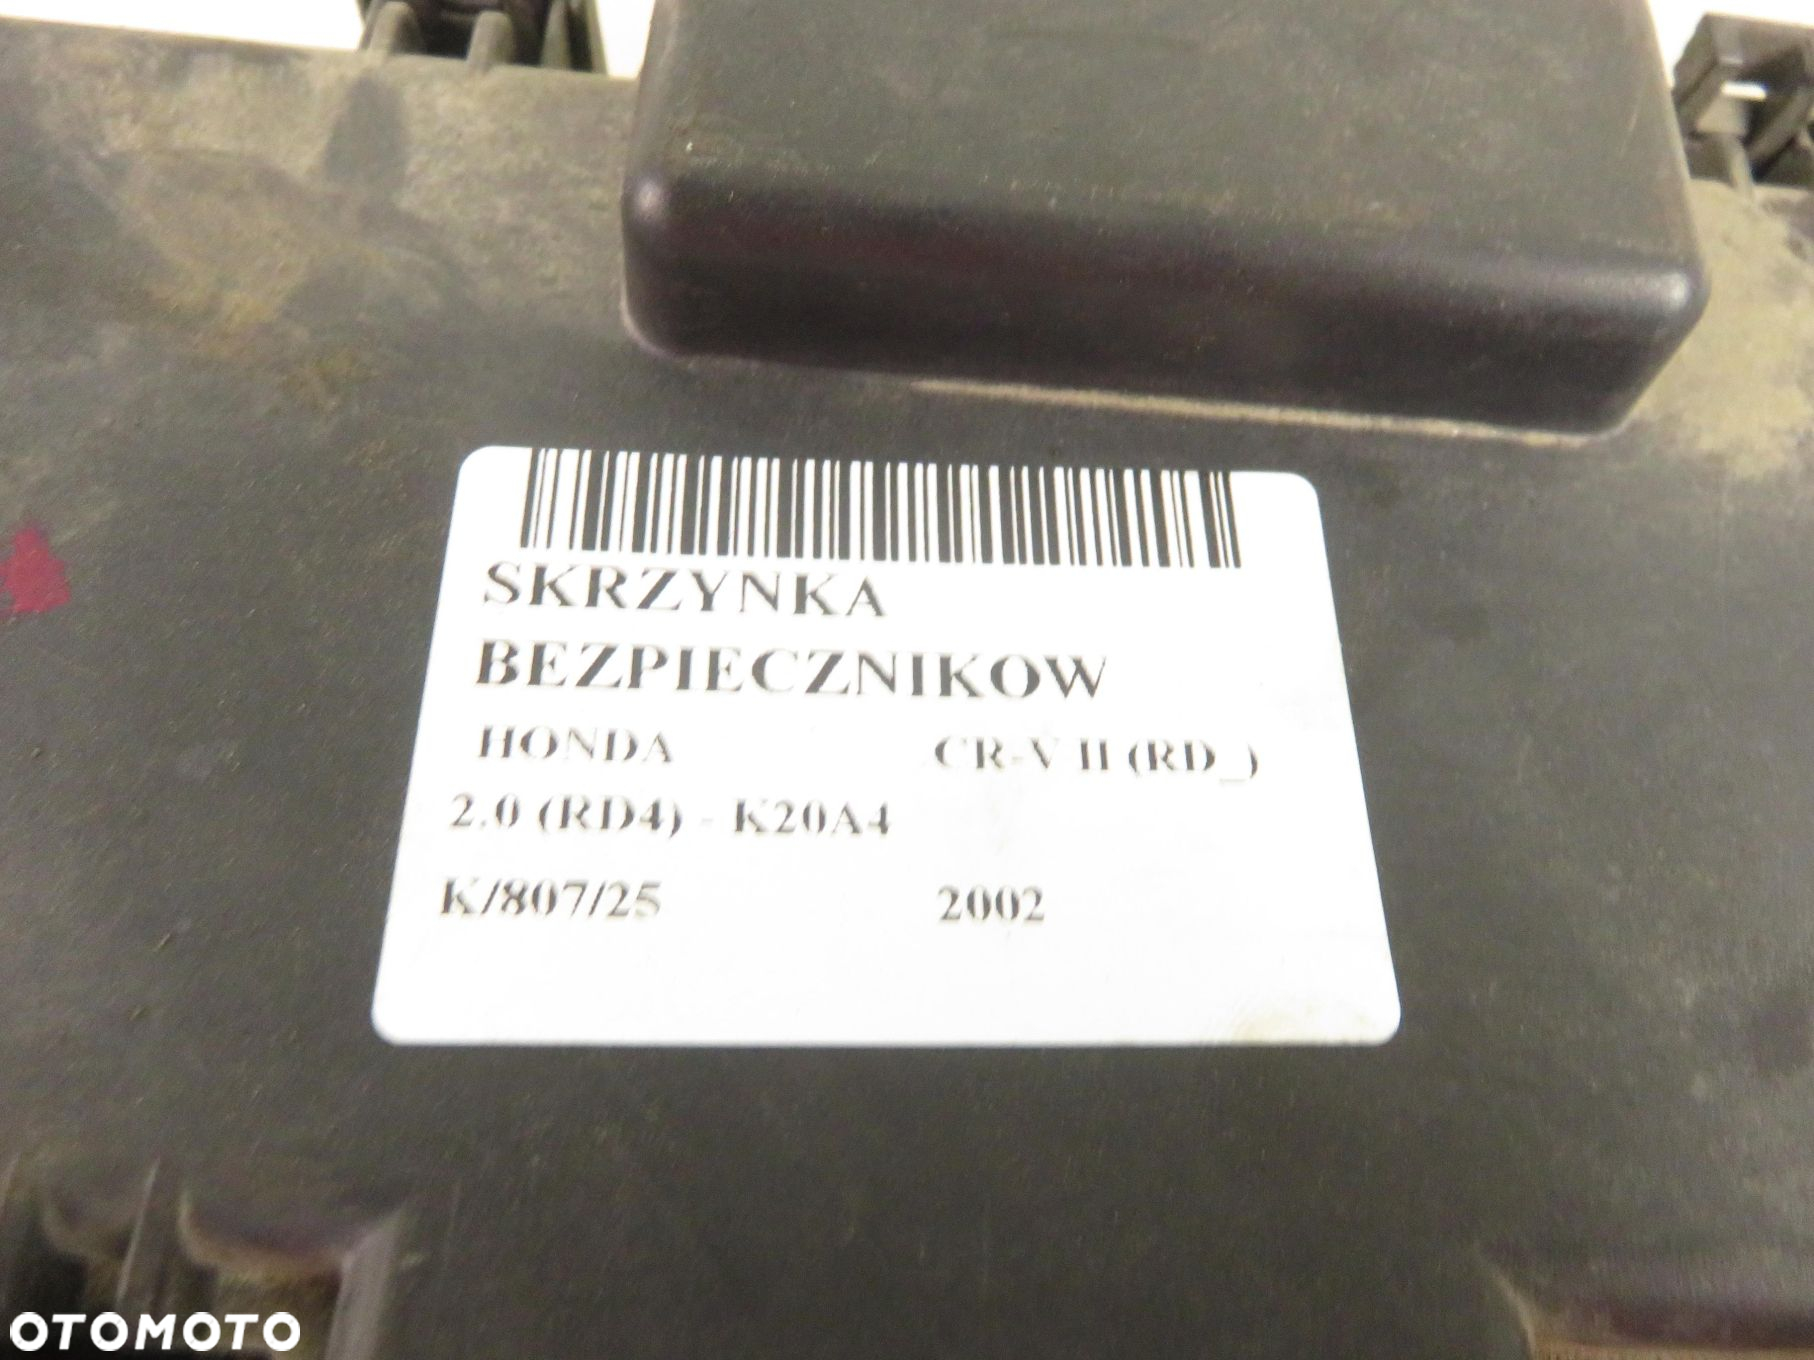 SKRZYNKA
BEZPIECZNIKOW
HONDA CR-V II (RD_)
2.0 (RD4) - K20A4
K/807/25 2002
OTOMOTO